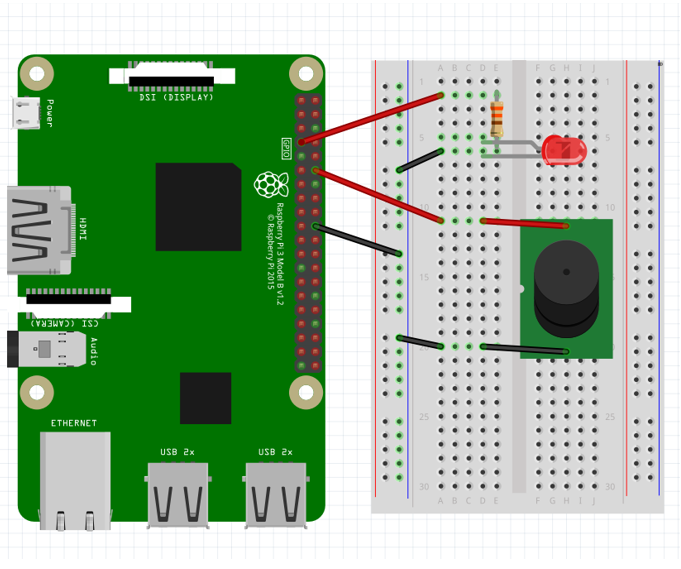 DSI (DISPLAY)
Power
GPIO
HDMI
Raspberry Pi 3 Model B v1.2
© Raspberry Pi 2015
CSI (CAMERA)
Audio
ETHERNET
USB 2x
USB 2x
A B C D E
F G H I J
1
1
5
5
10
10
15
15
20
25
25
30
30
A B C D E
F G H I J